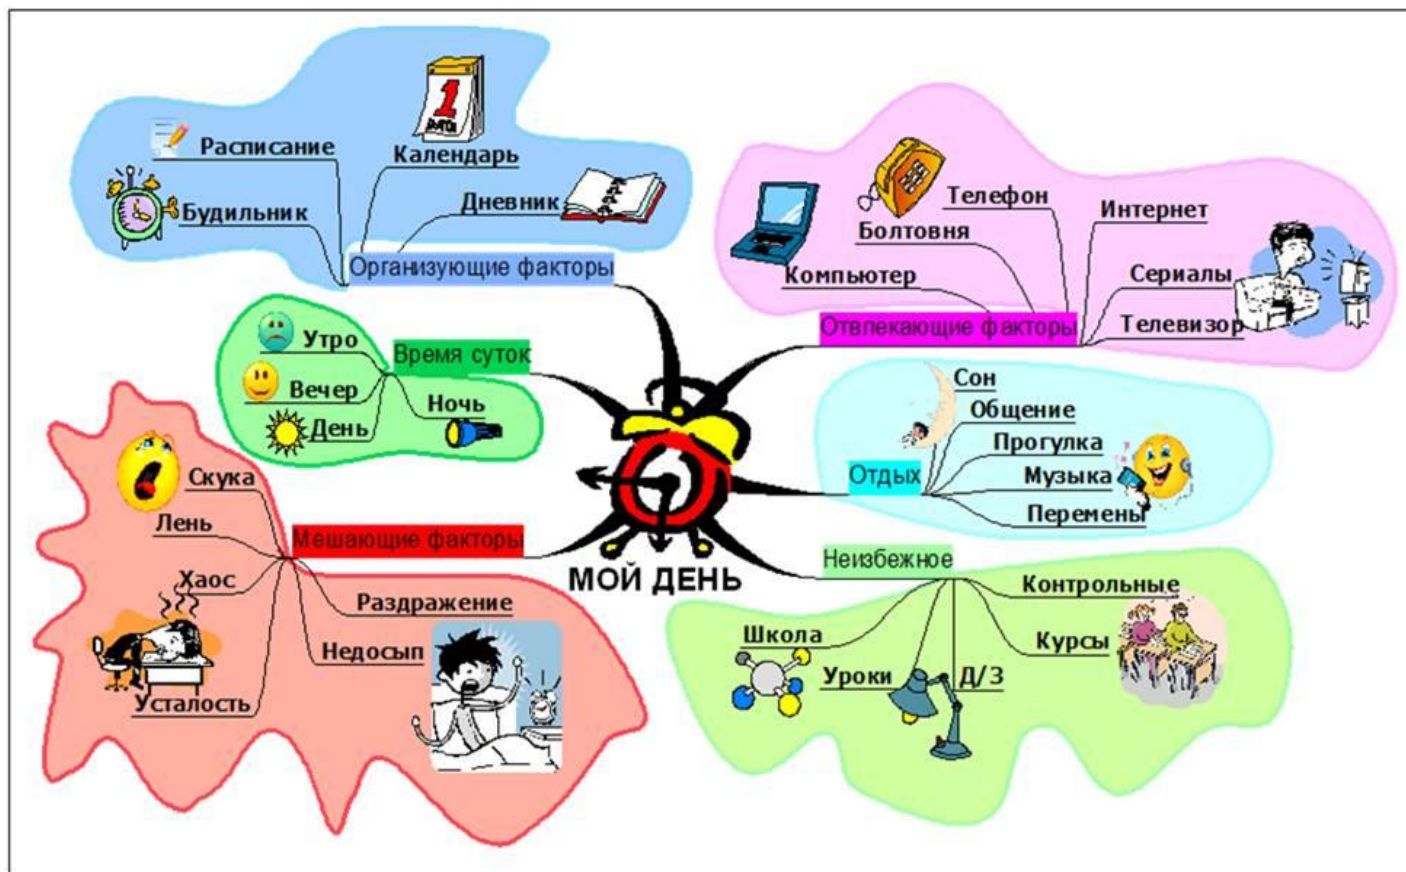 Расписание
Календарь
Будильник
Дневник
Организующие факторы
Утро
Время суток
Вечер
Ночь
День
Скука
Лень
Мешающие факторы
Хаос
Раздражение
Недосып
Усталость
МОЙ ДЕНЬ
Телефон
Интернет
Болтовня
Компьютер
Сериалы
Отвлекающие факторы
Телевизор
Сон
Общение
Прогулка
Отдых
Музыка
Перемены
Неизбежное
Контрольные
Школа
Курсы
Уроки
Д/З
1